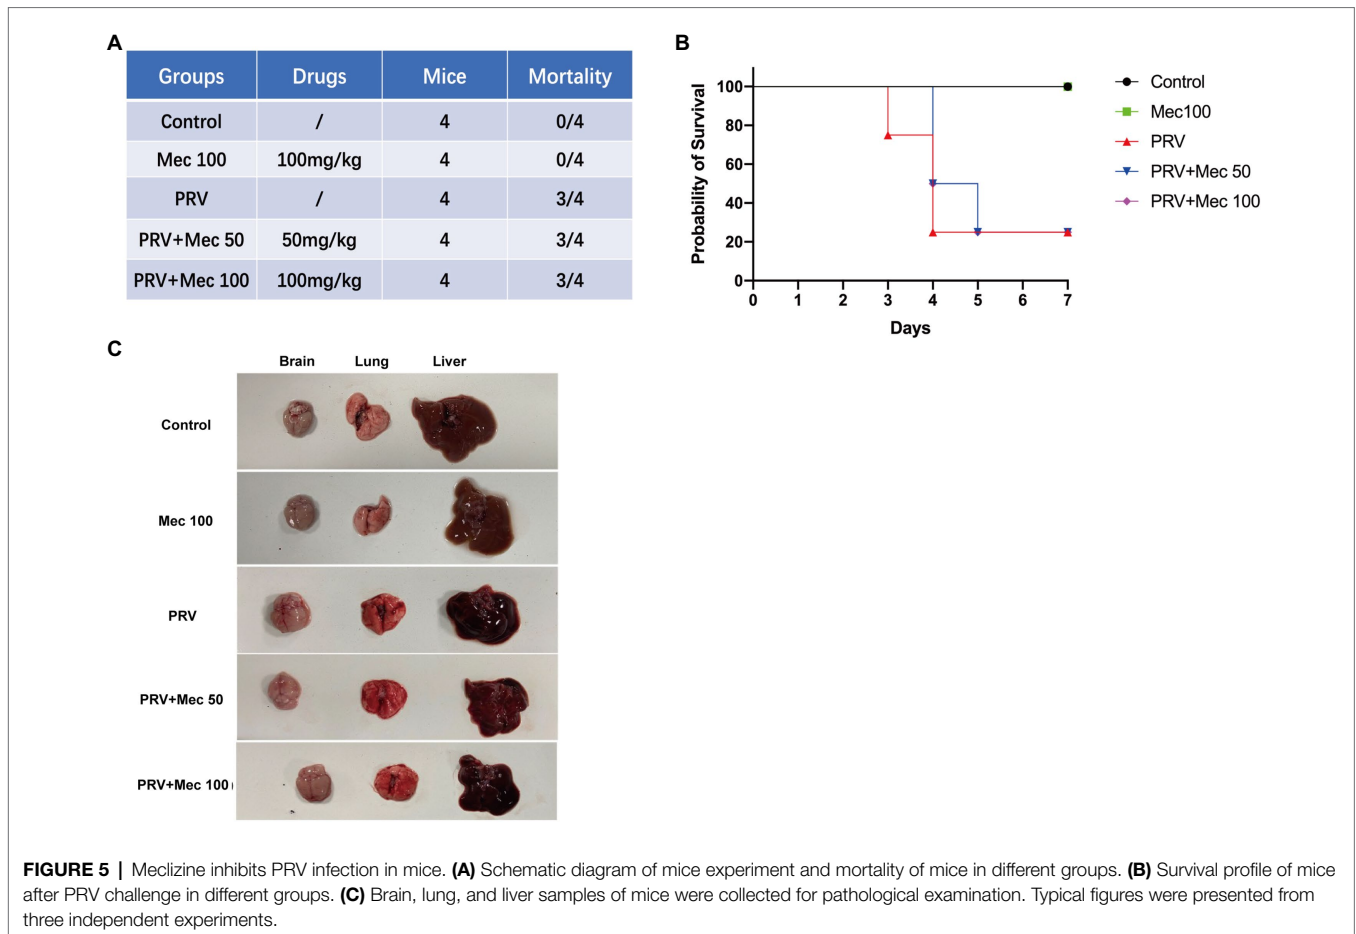 A
Groups Drugs Mice Mortality
Control / 4 0/4
Mec 100 100mg/kg 4 0/4
PRV / 4 3/4
PRV+Mec 50 50mg/kg 4 3/4
PRV+Mec 100 100mg/kg 4 3/4
B
Probability of Survival
100
80
60
40
20
0
0 1 2 3 4 5 6 7
Days
Control
Mec100
PRV
PRV+Mec 50
PRV+Mec 100
C
Brain Lung Liver
Control
Mec 100
PRV
PRV+Mec 50
PRV+Mec 100
FIGURE 5 | Meclizine inhibits PRV infection in mice. (A) Schematic diagram of mice experiment and mortality of mice in different groups. (B) Survival profile of mice
after PRV challenge in different groups. (C) Brain, lung, and liver samples of mice were collected for pathological examination. Typical figures were presented from
three independent experiments.